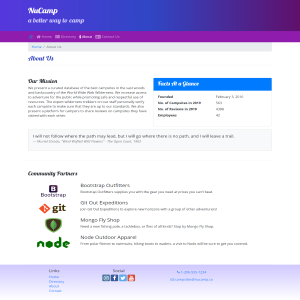 NuCamp
a better way to camp
Home Directory About Contact Us
Home / About Us
About Us
Our Mission
We present a curated database of the best campsites in the vast woods
and backcountry of the World Wide Web Wilderness. We increase access
to adventure for the public while promoting safe and respectful use of
resources. The expert wilderness trekkers on our staff personally verify
each campsite to make sure that they are up to our standards. We also
present a platform for campers to share reviews on campsites they have
visited with each other.
Facts At a Glance
Founded February 3, 2016
No. of Campsites in 2019 563
No. of Reviews in 2019
Employees 42
I will not follow where the path may lead, but I will go where there is no path, and I will leave a trail.
— Muriel Strode, "Wind-Wafted Wild Flowers" - The Open Court, 1903
Community Partners
Bootstrap
Bootstrap Outfitters
Bootstrap Outfitters supplies you with the gear you need at prices you can't beat.
git
Git Out Expeditions
Join Git Out Expeditions to explore new horizons with a group of other adventurers!
Mongo Fly Shop
Need a new fishing pole, a tacklebox, or flies of all kinds? Stop by Mongo Fly Shop
node
Node Outdoor Apparel
From polar fleece to swimsuits, hiking boots to waders, a visit to Node will be sure to get you covered.
Links
Home
Directory
About
Contact
Social
1-206-555-1234
campsites@nucamp.co